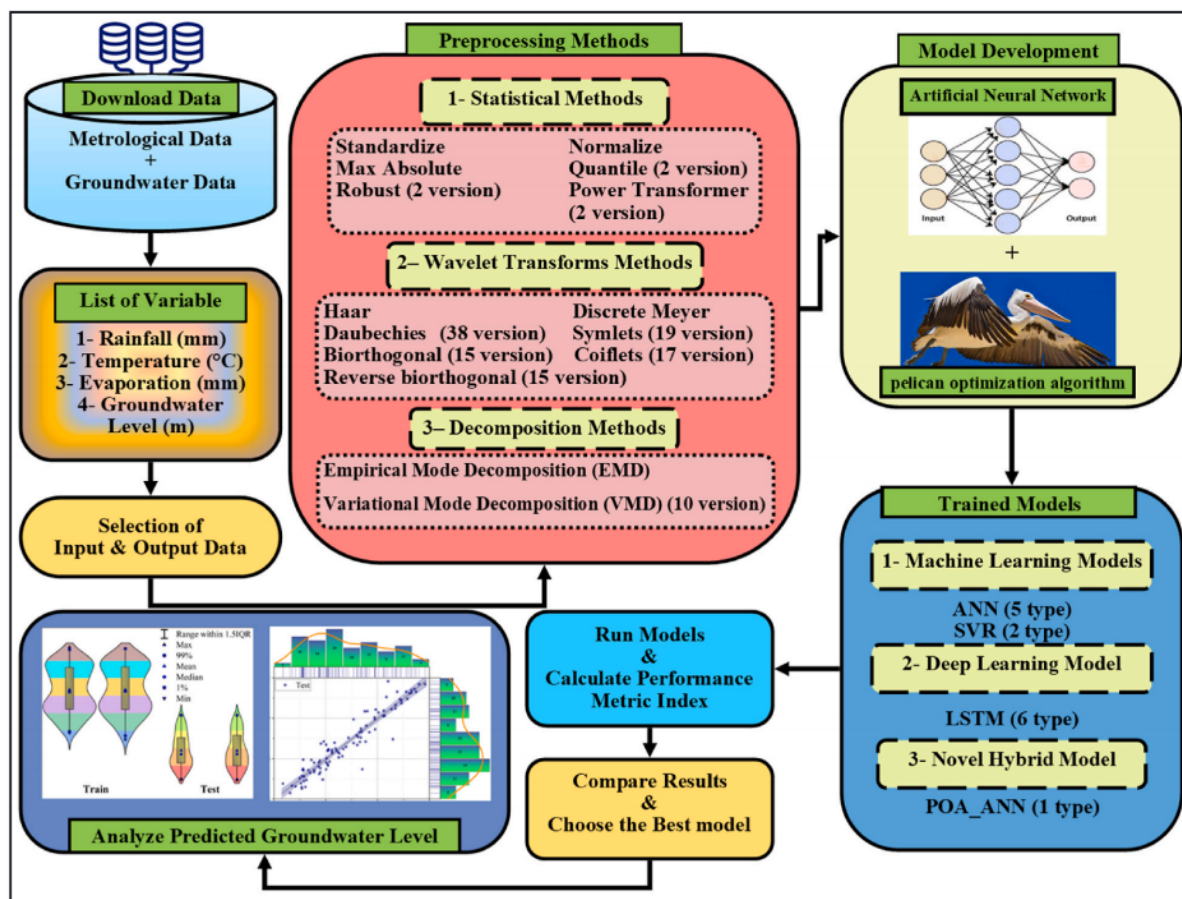 Download Data
Metrological Data
+
Groundwater Data
List of Variable
1- Rainfall (mm)
2- Temperature (°C)
3- Evaporation (mm)
4- Groundwater
Level (m)
Selection of
Input & Output Data
Preprocessing Methods
1- Statistical Methods
Standardize Normalize
Max Absolute Quantile (2 version)
Robust (2 version) Power Transformer
(2 version)
2– Wavelet Transforms Methods
Haar Discrete Meyer
Daubechies (38 version) Symlets (19 version)
Biorthogonal (15 version) Coiflets (17 version)
Reverse biorthogonal (15 version)
3– Decomposition Methods
Empirical Mode Decomposition (EMD)
Variational Mode Decomposition (VMD) (10 version)
Model Development
Artificial Neural Network
Input Output
+
pelican optimization algorithm
Trained Models
1- Machine Learning Models
ANN (5 type)
SVR (2 type)
2- Deep Learning Model
LSTM (6 type)
3- Novel Hybrid Model
POA_ANN (1 type)
Run Models
&
Calculate Performance
Metric Index
Compare Results
&
Choose the Best model
Range within 1.5IQR
Max
99%
Mean
Median
1%
Min
Train
Test
Test
Analyze Predicted Groundwater Level